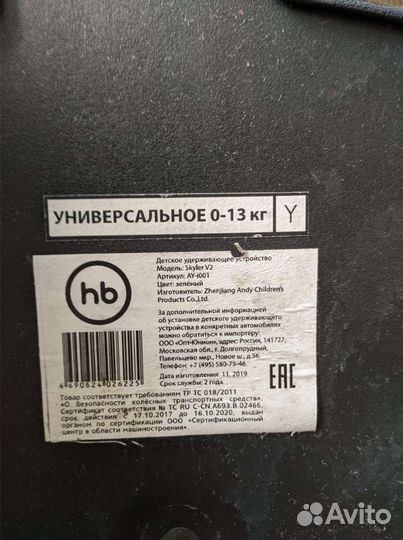 УНИВЕРСАЛЬНОЕ 0-13 кг Y
hb
Детское удерживающее устройство
Модель: Skyler V2
Артикул: AY-i001
Цвет: зелёный
Изготовитель: Zhenjiang Andy Children's
Products Co.,Ltd.
За дополнительной информацией
об установке детского удерживающего
устройства в конкретных автомобилях
можно обратиться к импортёру:
ООО «Опт-Юнион», адрес: Россия, 141727,
Московская обл., г. Долгопрудный,
Павельцево мкр., Новое ш., д.56.
Телефон: +7 (495) 580-75-46.
Дата изготовления: 11.2019
Срок службы: 2 года.
4690624026225
EAC
Товар соответствует требованиям ТР ТС 018/2011
«О безопасности колёсных транспортных средств».
Сертификат соответствия № ТС RU C-CN.АБ93.В.02466,
срок действия с 17.10.2017 до 16.10.2020, выдан
органом по сертификации ООО «Сертификационный
центр в области машиностроения».
Avito